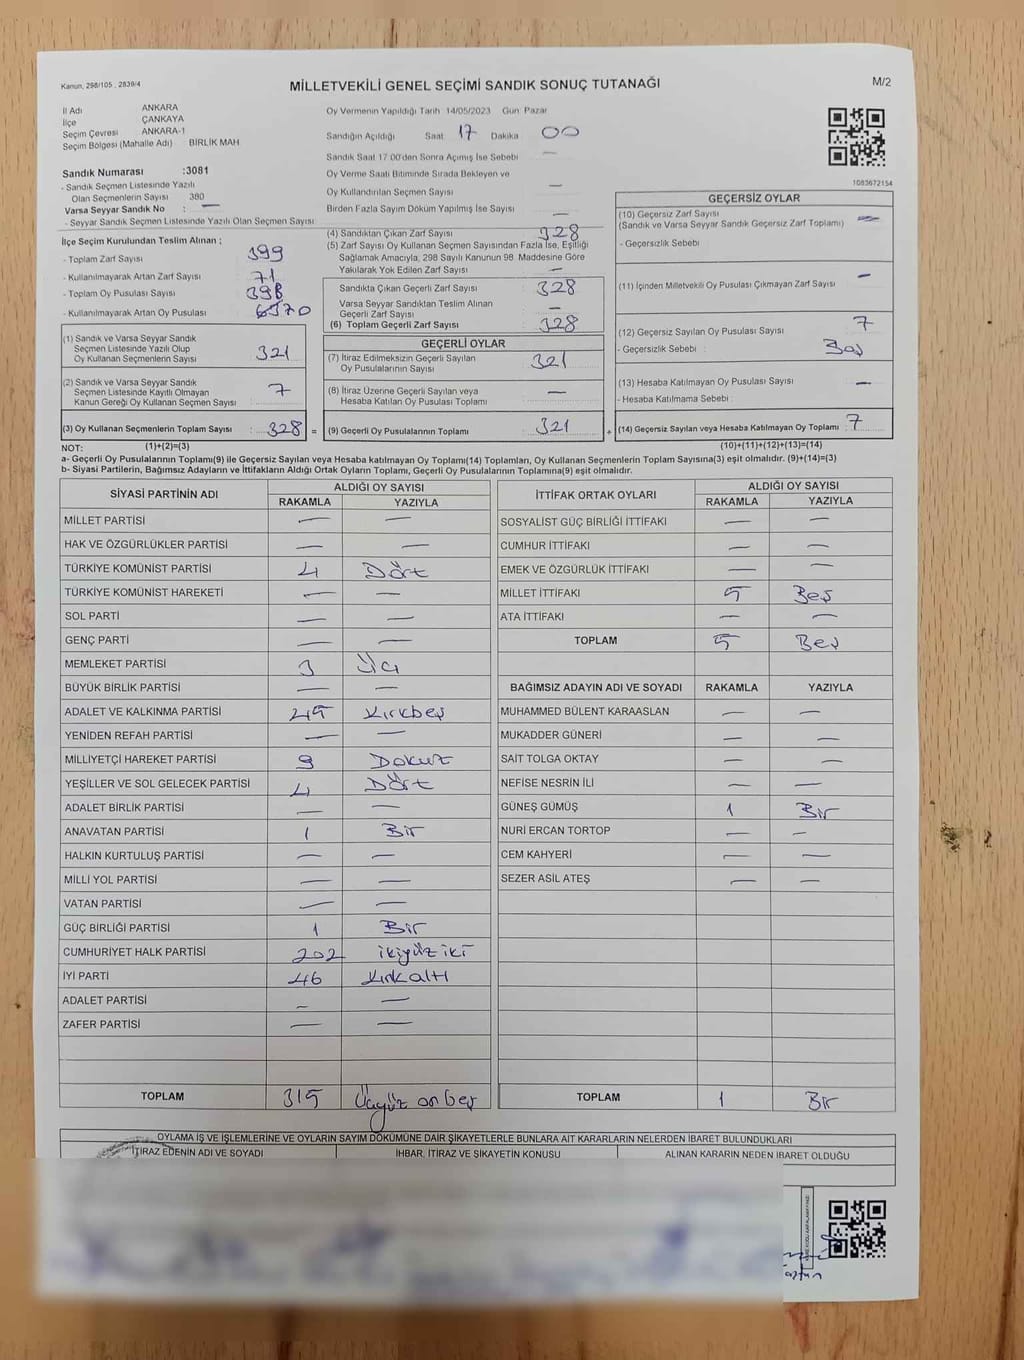 Kanun, 298/105 , 2839/4
MİLLETVEKİLİ GENEL SEÇİMİ SANDIK SONUÇ TUTANAĞI
M/2
İl Adı ANKARA
İlçe ÇANKAYA
Seçim Çevresi ANKARA-1
Seçim Bölgesi (Mahalle Adı) BİRLİK MAH
Oy Vermenin Yapıldığı Tarih 14/05/2023 Gün Pazar
Sandığın Açıldığı Saat 17 Dakika 00
Sandık Saat 17:00'den Sonra Açımış İse Sebebi —
Oy Verme Saati Bitiminde Sırada Bekleyen ve
Oy Kullandırılan Seçmen Sayısı —
Birden Fazla Sayım Döküm Yapılmış İse Sayısı —
1083672154
Sandık Numarası :3081
- Sandık Seçmen Listesinde Yazılı
Olan Seçmenlerin Sayısı 380
Varsa Seyyar Sandık No : —
- Seyyar Sandık Seçmen Listesinde Yazılı Olan Seçmen Sayısı
İlçe Seçim Kurulundan Teslim Alınan ;
- Toplam Zarf Sayısı 399
- Kullanılmayarak Artan Zarf Sayısı 71
- Toplam Oy Pusulası Sayısı 398
- Kullanılmayarak Artan Oy Pusulası
(1) Sandık ve Varsa Seyyar Sandık
Seçmen Listesinde Yazılı Olup
Oy Kullanan Seçmenlerin Sayısı 321
(2) Sandık ve Varsa Seyyar Sandık
Seçmen Listesinde Kayıtlı Olmayan
Kanun Gereği Oy Kullanan Seçmen Sayısı 7
(3) Oy Kullanan Seçmenlerin Toplam Sayısı : 328 =
(4) Sandıktan Çıkan Zarf Sayısı 328
(5) Zarf Sayısı Oy Kullanan Seçmen Sayısından Fazla İse, Eşitliği
Sağlamak Amacıyla, 298 Sayılı Kanunun 98. Maddesine Göre
Yakılarak Yok Edilen Zarf Sayısı —
Sandıkta Çıkan Geçerli Zarf Sayısı 328
Varsa Seyyar Sandıktan Teslim Alınan
Geçerli Zarf Sayısı —
(6) Toplam Geçerli Zarf Sayısı 328
GEÇERLİ OYLAR
(7) İtiraz Edilmeksizin Geçerli Sayılan
Oy Pusulalarının Sayısı 321
(8) İtiraz Üzerine Geçerli Sayılan veya
Hesaba Katılan Oy Pusulası Toplamı —
(9) Geçerli Oy Pusulalarının Toplamı 321 +
GEÇERSİZ OYLAR
(10) Geçersiz Zarf Sayısı —
(Sandık ve Varsa Seyyar Sandık Geçersiz Zarf Toplamı)
- Geçersizlik Sebebi
(11) İçinden Milletvekili Oy Pusulası Çıkmayan Zarf Sayısı —
(12) Geçersiz Sayılan Oy Pusulası Sayısı 7
- Geçersizlik Sebebi : Boş
(13) Hesaba Katılmayan Oy Pusulası Sayısı —
- Hesaba Katılmama Sebebi :
(14) Geçersiz Sayılan veya Hesaba Katılmayan Oy Toplamı : 7
NOT: (1)+(2)=(3) (10)+(11)+(12)+(13)=(14)
a- Geçerli Oy Pusulalarının Toplamı(9) ile Geçersiz Sayılan veya Hesaba katılmayan Oy Toplamı(14) Toplamları, Oy Kullanan Seçmenlerin Toplam Sayısına(3) eşit olmalıdır. (9)+(14)=(3)
b- Siyasi Partilerin, Bağımsız Adayların ve İttifakların Aldığı Ortak Oyların Toplamı, Geçerli Oy Pusulalarının Toplamına(9) eşit olmalıdır.
SİYASİ PARTİNİN ADI ALDIĞI OY SAYISI
RAKAMLA YAZIYLA
MİLLET PARTİSİ — —
HAK VE ÖZGÜRLÜKLER PARTİSİ — —
TÜRKİYE KOMÜNİST PARTİSİ 4 Dört
TÜRKİYE KOMÜNİST HAREKETİ — —
SOL PARTİ — —
GENÇ PARTİ — —
MEMLEKET PARTİSİ 3 Üç
BÜYÜK BİRLİK PARTİSİ — —
ADALET VE KALKINMA PARTİSİ 45 Kırkbeş
YENİDEN REFAH PARTİSİ — —
MİLLİYETÇİ HAREKET PARTİSİ 9 Dokuz
YEŞİLLER VE SOL GELECEK PARTİSİ 4 Dört
ADALET BİRLİK PARTİSİ — —
ANAVATAN PARTİSİ 1 Bir
HALKIN KURTULUŞ PARTİSİ — —
MİLLİ YOL PARTİSİ — —
VATAN PARTİSİ — —
GÜÇ BİRLİĞİ PARTİSİ 1 Bir
CUMHURİYET HALK PARTİSİ 202 ikiyüz iki
İYİ PARTİ 46 Kırkaltı
ADALET PARTİSİ — —
ZAFER PARTİSİ — —
TOPLAM 315 Üçyüz onbeş
İTTİFAK ORTAK OYLARI ALDIĞI OY SAYISI
RAKAMLA YAZIYLA
SOSYALİST GÜÇ BİRLİĞİ İTTİFAKI — —
CUMHUR İTTİFAKI — —
EMEK VE ÖZGÜRLÜK İTTİFAKI — —
MİLLET İTTİFAKI 5 Beş
ATA İTTİFAKI — —
TOPLAM 5 Beş
BAĞIMSIZ ADAYIN ADI VE SOYADI RAKAMLA YAZIYLA
MUHAMMED BÜLENT KARAASLAN — —
MUKADDER GÜNERİ — —
SAİT TOLGA OKTAY — —
NEFİSE NESRİN İLİ — —
GÜNEŞ GÜMÜŞ 1 Bir
NURİ ERCAN TORTOP — —
CEM KAHYERİ — —
SEZER ASİL ATEŞ — —
TOPLAM 1 Bir
OYLAMA İŞ VE İŞLEMLERİNE VE OYLARIN SAYIM DÖKÜMÜNE DAİR ŞİKAYETLERLE BUNLARA AİT KARARLARIN NELERDEN İBARET BULUNDUKLARI
İTİRAZ EDENİN ADI VE SOYADI İHBAR, İTİRAZ VE ŞİKAYETİN KONUSU ALINAN KARARIN NEDEN İBARET OLDUĞU